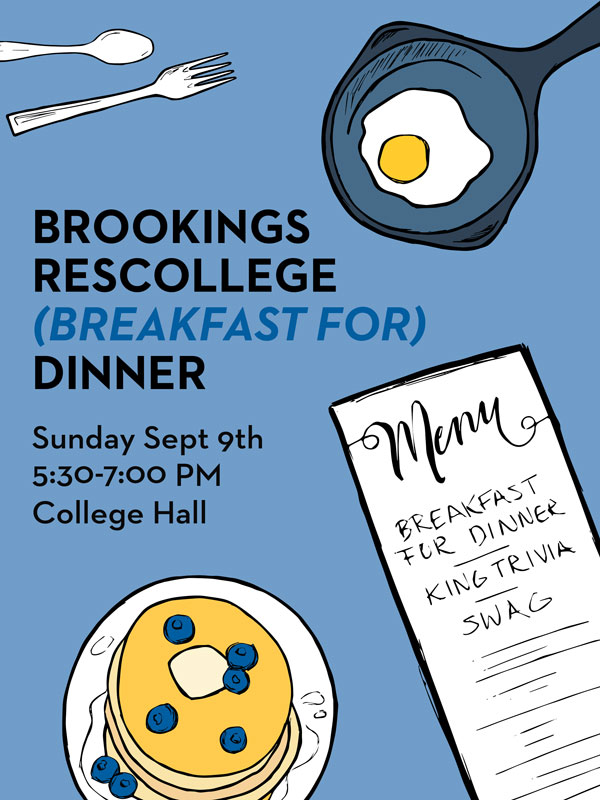 BROOKINGS
RESCOLLEGE
(BREAKFAST FOR)
DINNER
Sunday Sept 9th
5:30-7:00 PM
College Hall
Menu
BREAKFAST
FOR DINNER
KING TRIVIA
SWAG